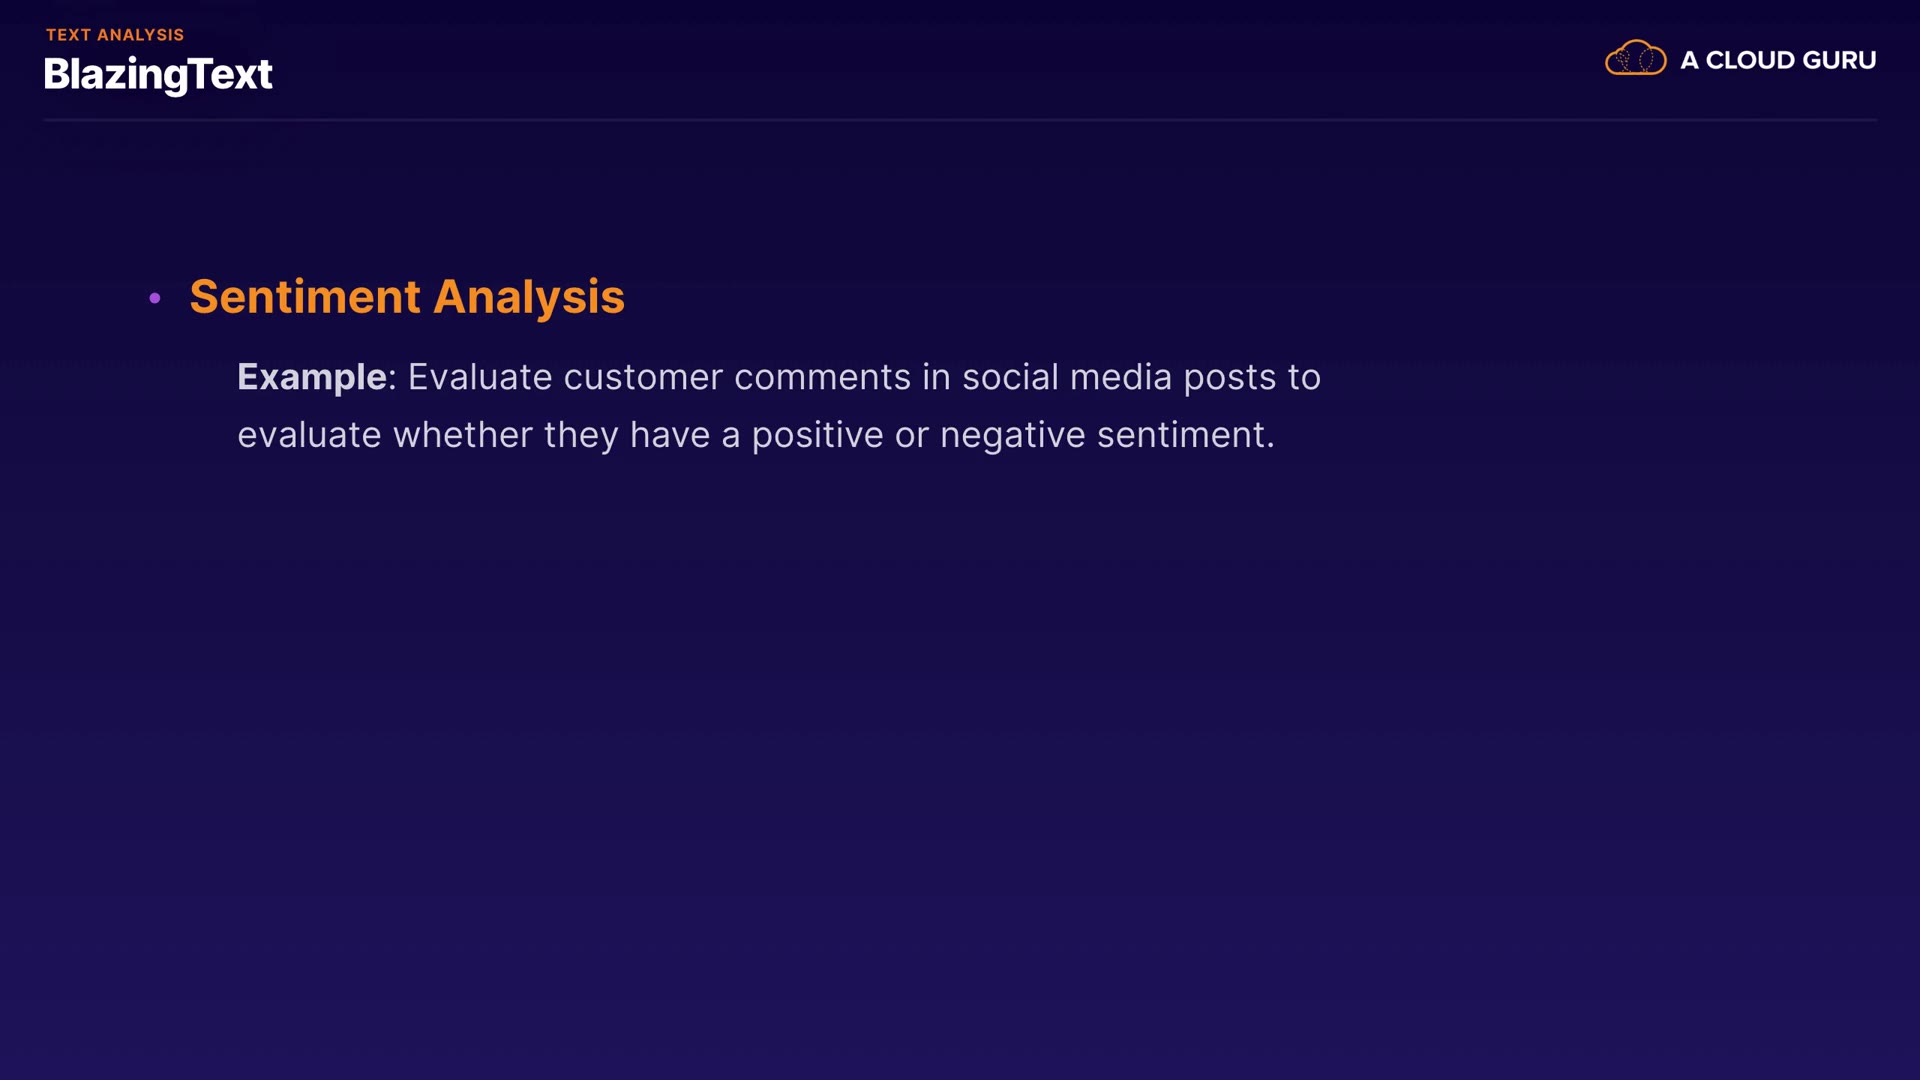 TEXT ANALYSIS
BlazingText
A CLOUD GURU
• Sentiment Analysis
Example: Evaluate customer comments in social media posts to
evaluate whether they have a positive or negative sentiment.